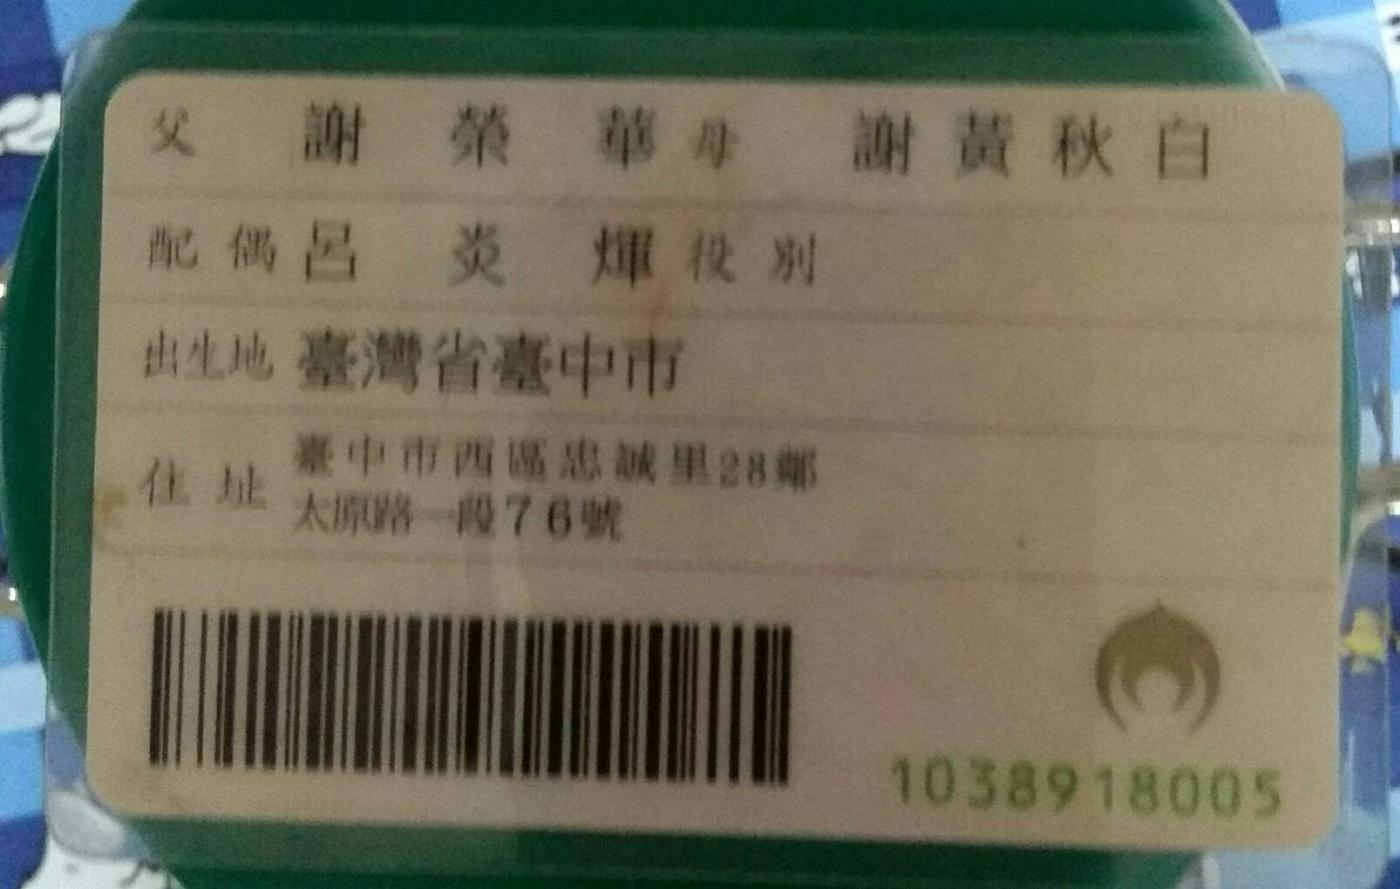 父 謝榮華 母 謝黃秋白
配偶 呂炎輝 役別
出生地 臺灣省臺中市
住址 臺中市西區忠誠里28鄰
太原路一段76號
1038918005